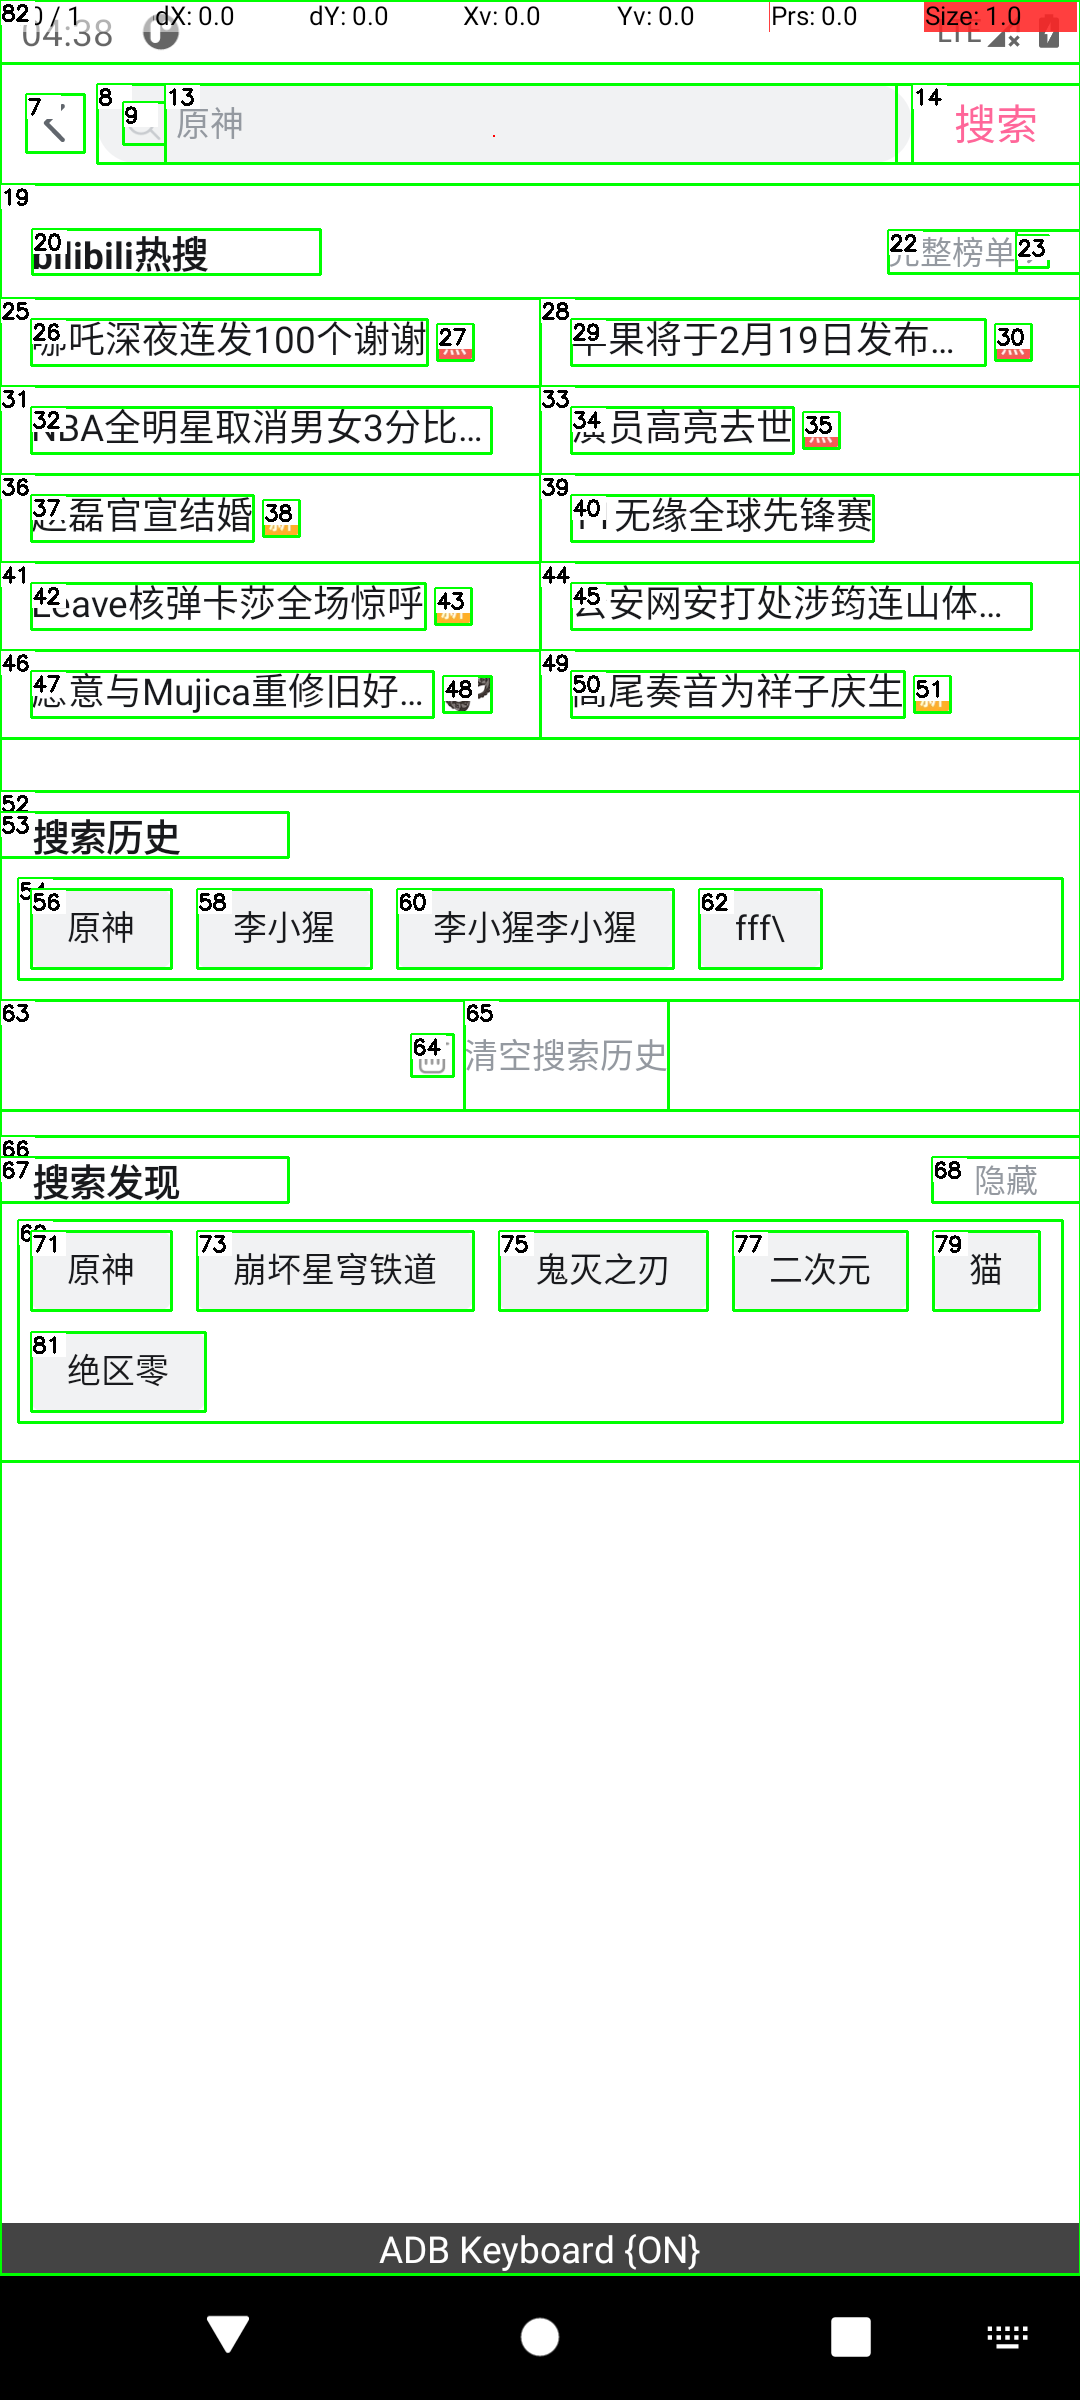 82 0 / 1 dX: 0.0 dY: 0.0 Xv: 0.0 Yv: 0.0 Prs: 0.0 Size: 1.0
04:38 LTE
7 8 9 13 原神 14 搜索
19
20 bilibili热搜 22 完整榜单 23
25 26 哪吒深夜连发100个谢谢 27 热 28 29 苹果将于2月19日发布... 30 热
31 32 NBA全明星取消男女3分比... 33 34 演员高亮去世 35 热
36 37 磊官宣结婚 38 新 39 40 T1无缘全球先锋赛
41 42 Leave核弹卡莎全场惊呼 43 新 44 45 公安网安打处涉筠连山体...
46 47 意与Mujica重修旧好... 48 49 50 高尾奏音为祥子庆生 51 新
52
53 搜索历史
54
56 原神 58 李小猩 60 李小猩李小猩 62 fff\
63 64 65 清空搜索历史
66
67 搜索发现 68 隐藏
71 原神 73 崩坏星穹铁道 75 鬼灭之刃 77 二次元 79 猫
81 绝区零
ADB Keyboard {ON}